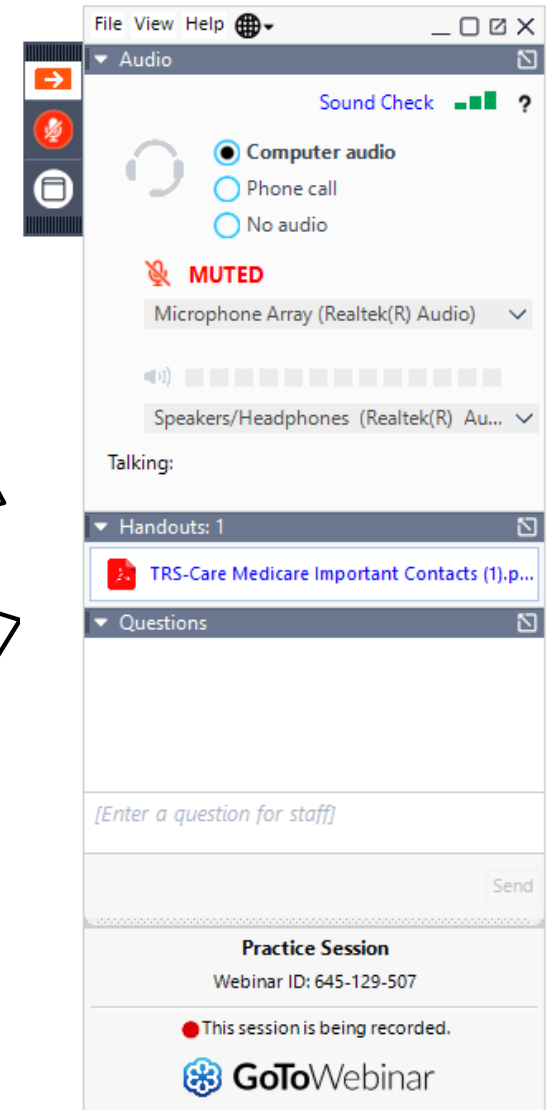 File View Help
Audio
Sound Check ?
Computer audio
Phone call
No audio
MUTED
Microphone Array (Realtek(R) Audio)
Speakers/Headphones (Realtek(R) Au...
Talking:
Handouts: 1
TRS-Care Medicare Important Contacts (1).p...
Questions
[Enter a question for staff]
Send
Practice Session
Webinar ID: 645-129-507
This session is being recorded.
GoToWebinar